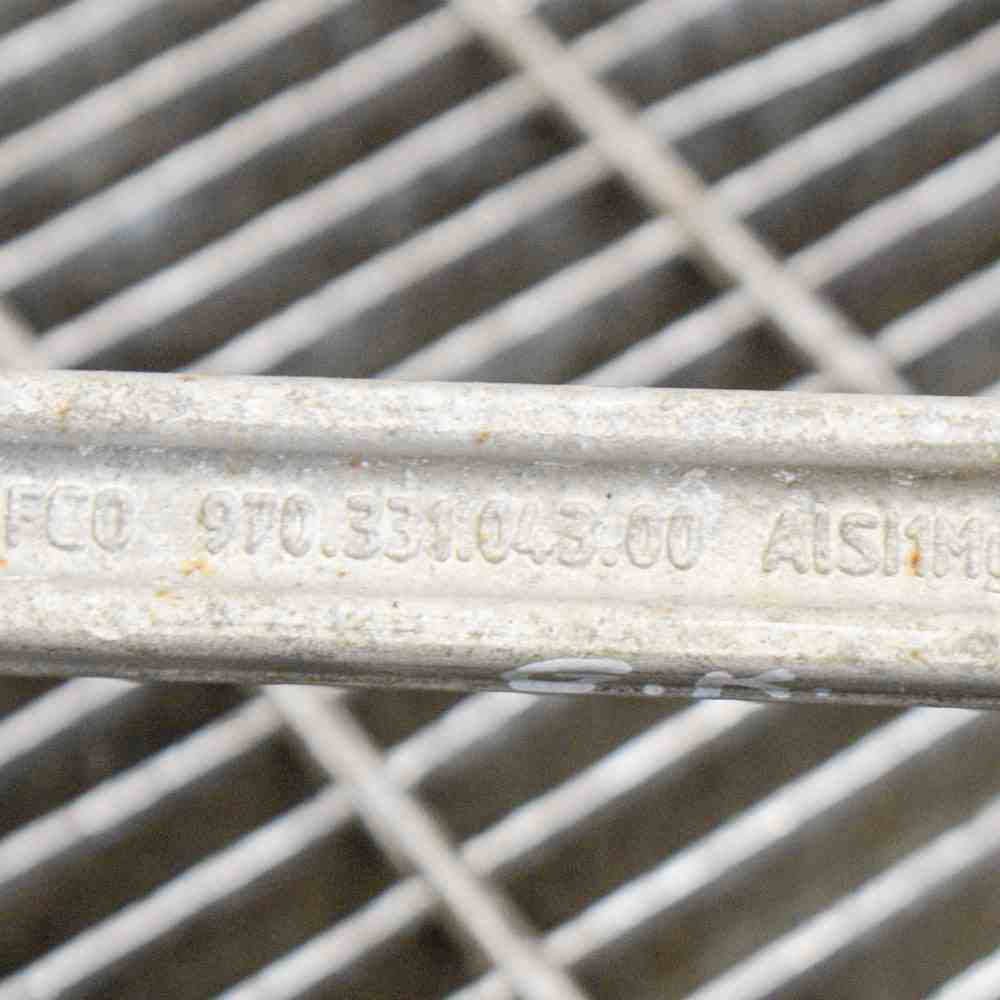 FCO 970.331.043.00 AlSi1Mg
G.K.